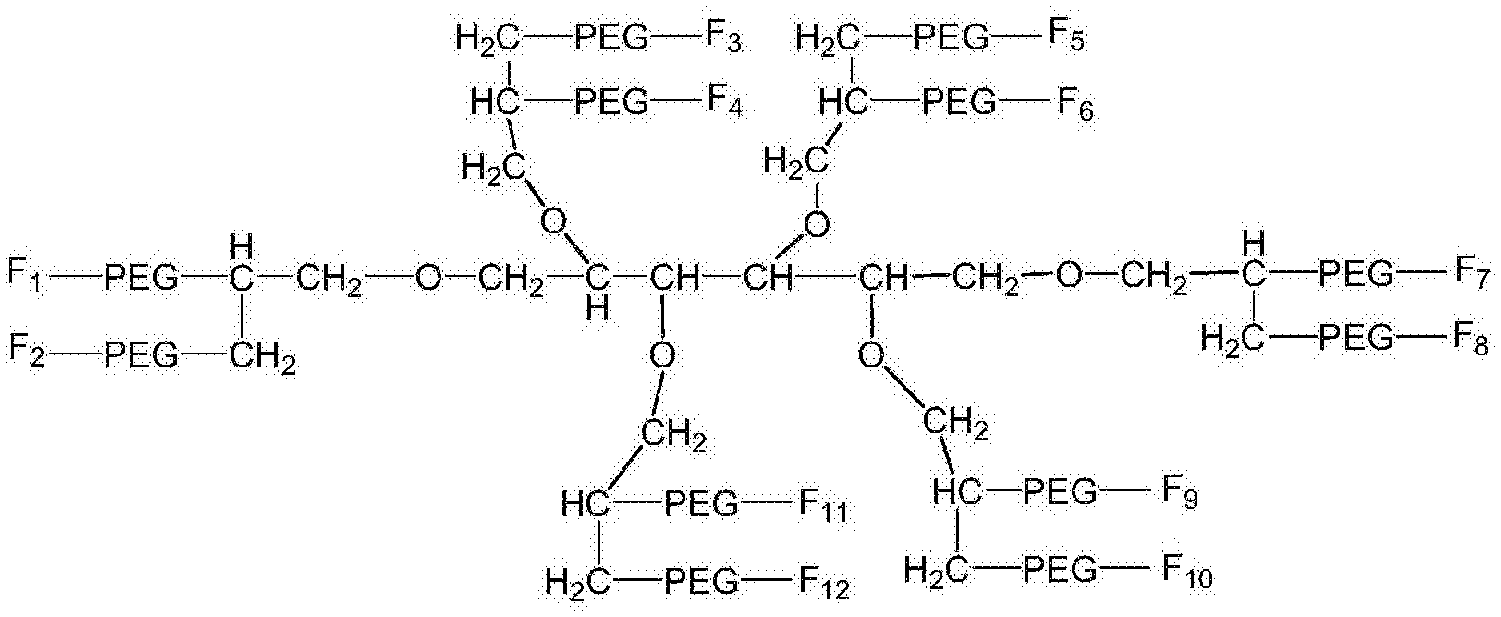 H₂C—PEG—F₃ H₂C—PEG—F₅
HC—PEG—F₄ HC—PEG—F₆
H₂C H₂C
O O
H H
F₁—PEG—C—CH₂—O—CH₂—C—CH—CH—CH—CH₂—O—CH₂—C—PEG—F₇
H
F₂—PEG—CH₂ O O H₂C—PEG—F₈
CH₂ CH₂
HC—PEG—F₁₁ HC—PEG—F₉
H₂C—PEG—F₁₂ H₂C—PEG—F₁₀